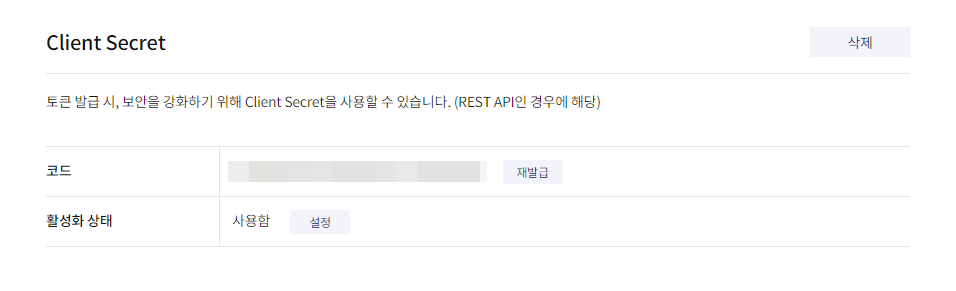 Client Secret
삭제
토큰 발급 시, 보안을 강화하기 위해 Client Secret을 사용할 수 있습니다. (REST API인 경우에 해당)
코드
재발급
활성화 상태
사용함
설정